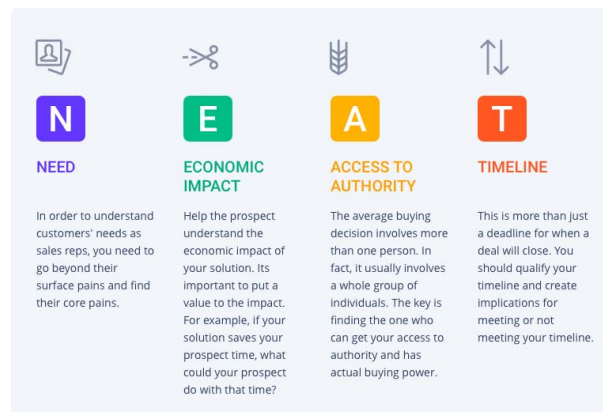 N
NEED
In order to understand
customers' needs as
sales reps, you need to
go beyond their
surface pains and find
their core pains.
E
ECONOMIC
IMPACT
Help the prospect
understand the
economic impact of
your solution. Its
important to put a
value to the impact.
For example, if your
solution saves your
prospect time, what
could your prospect
do with that time?
A
ACCESS TO
AUTHORITY
The average buying
decision involves more
than one person. In
fact, it usually involves
a whole group of
individuals. The key is
finding the one who
can get your access to
authority and has
actual buying power.
T
TIMELINE
This is more than just
a deadline for when a
deal will close. You
should qualify your
timeline and create
implications for
meeting or not
meeting your timeline.